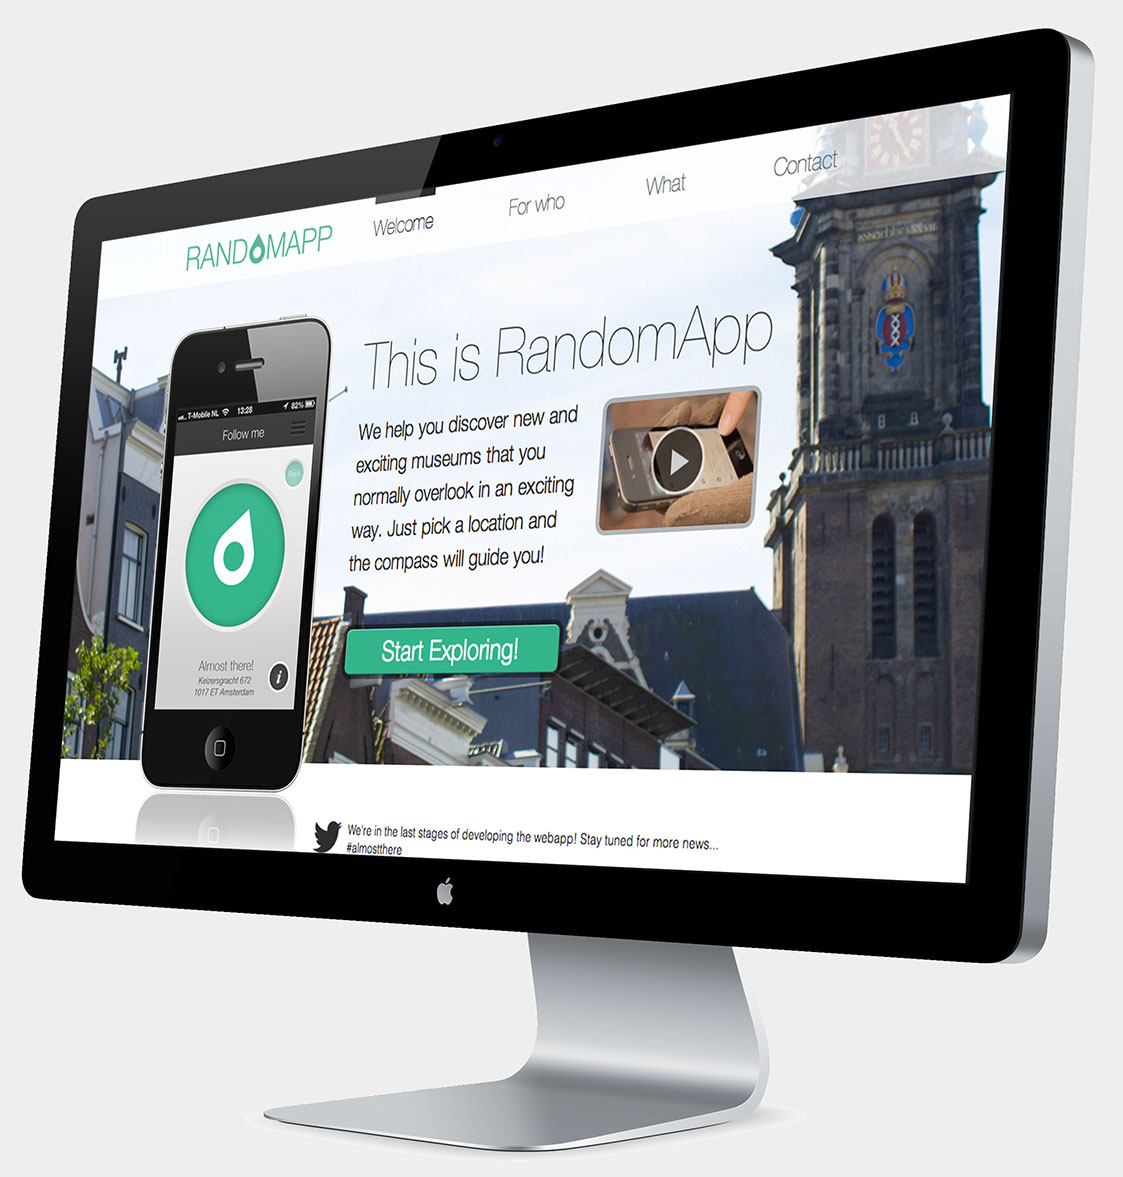 RANDOMAPP
Welcome
For who
What
Contact
This is RandomApp
We help you discover new and
exciting museums that you
normally overlook in an exciting
way. Just pick a location and
the compass will guide you!
Start Exploring!
T-Mobile NL 13:28 82%
Follow me
Back
Almost there!
Keizersgracht 672
1017 ET Amsterdam
i
We're in the last stages of developing the webapp! Stay tuned for more news...
#almostthere